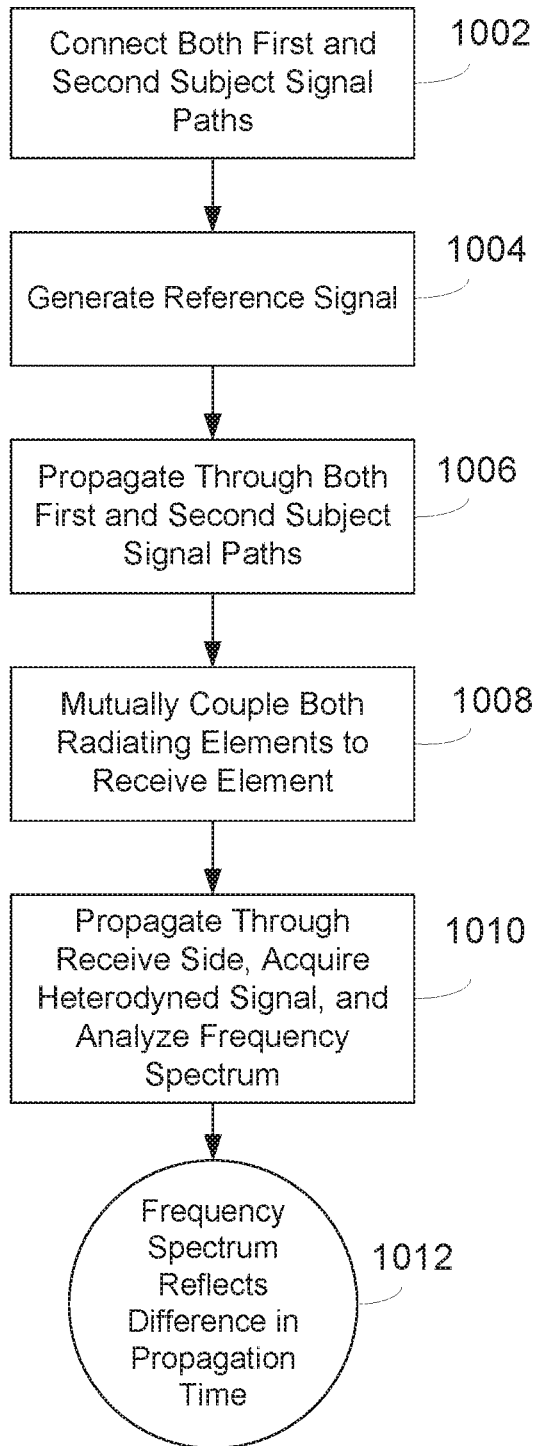 Connect Both First and
Second Subject Signal
Paths
1002
Generate Reference Signal
1004
Propagate Through Both
First and Second Subject
Signal Paths
1006
Mutually Couple Both
Radiating Elements to
Receive Element
1008
Propagate Through
Receive Side, Acquire
Heterodyned Signal, and
Analyze Frequency
Spectrum
1010
Frequency
Spectrum
Reflects
Difference in
Propagation
Time
1012